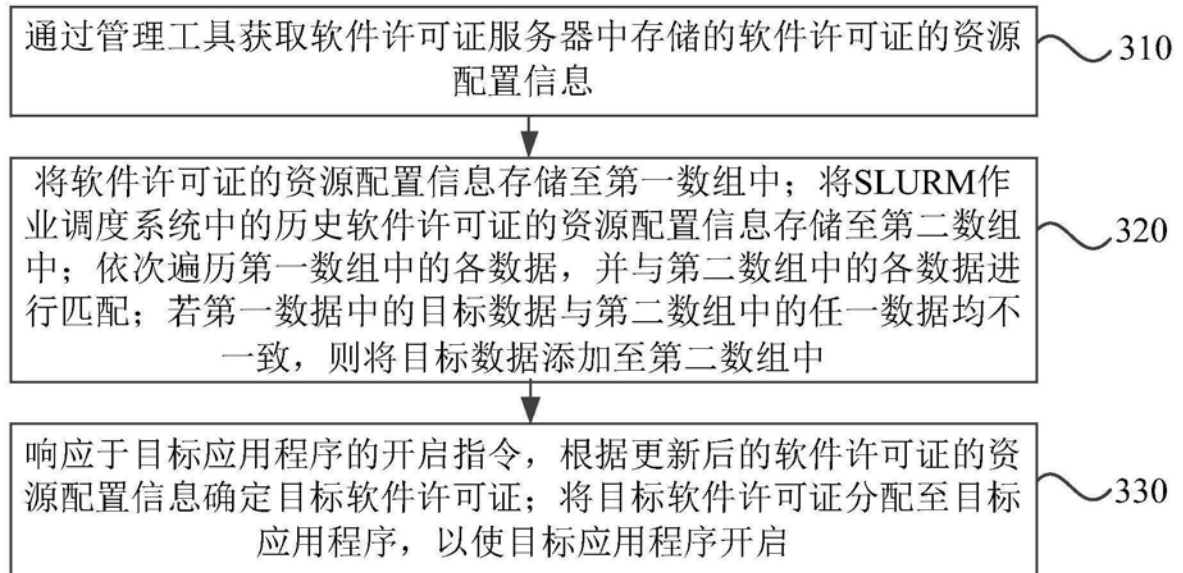 通过管理工具获取软件许可证服务器中存储的软件许可证的资源
配置信息
310
将软件许可证的资源配置信息存储至第一数组中；将SLURM作
业调度系统中的历史软件许可证的资源配置信息存储至第二数组
中；依次遍历第一数组中的各数据，并与第二数组中的各数据进
行匹配；若第一数据中的目标数据与第二数组中的任一数据均不
一致，则将目标数据添加至第二数组中
320
响应于目标应用程序的开启指令，根据更新后的软件许可证的资
源配置信息确定目标软件许可证；将目标软件许可证分配至目标
应用程序，以使目标应用程序开启
330